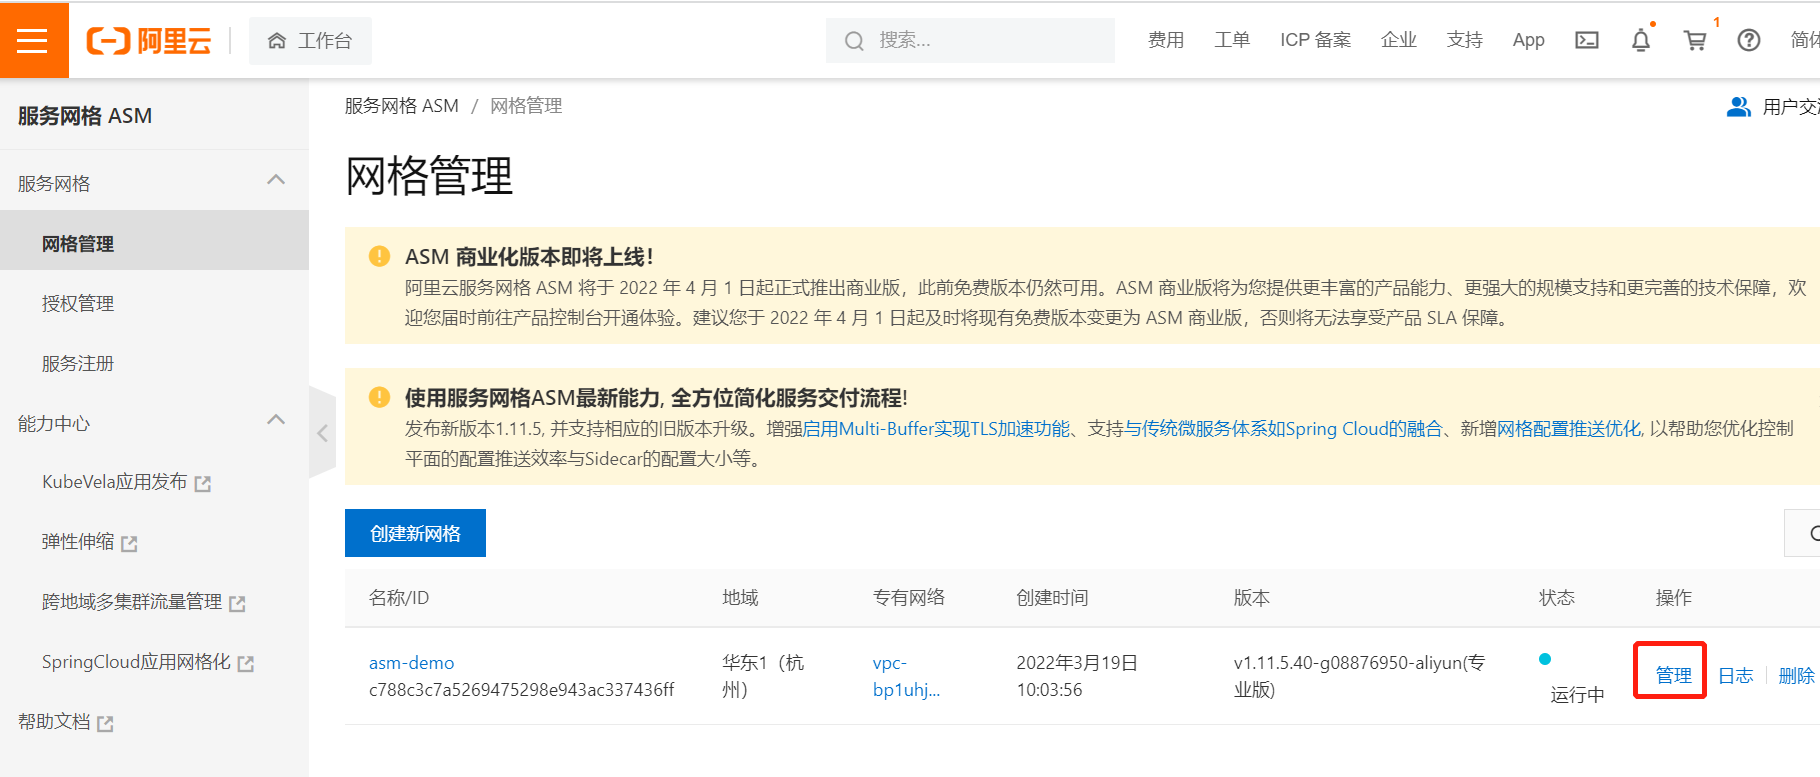 阿里云
工作台
搜索...
费用 工单 ICP 备案 企业 支持 App 1 简体
服务网格 ASM
服务网格
网格管理
授权管理
服务注册
能力中心
KubeVela应用发布
弹性伸缩
跨地域多集群流量管理
SpringCloud应用网格化
帮助文档
服务网格 ASM / 网格管理
用户交流
网格管理
ASM 商业化版本即将上线!
阿里云服务网格 ASM 将于 2022 年 4 月 1 日起正式推出商业版，此前免费版本仍然可用。ASM 商业版将为您提供更丰富的产品能力、更强大的规模支持和更完善的技术保障，欢
迎您届时前往产品控制台开通体验。建议您于 2022 年 4 月 1 日起及时将现有免费版本变更为 ASM 商业版，否则将无法享受产品 SLA 保障。
使用服务网格ASM最新能力, 全方位简化服务交付流程!
发布新版本1.11.5, 并支持相应的旧版本升级。增强启用Multi-Buffer实现TLS加速功能、支持与传统微服务体系如Spring Cloud的融合、新增网格配置推送优化, 以帮助您优化控制
平面的配置推送效率与Sidecar的配置大小等。
创建新网格
名称/ID 地域 专有网络 创建时间 版本 状态 操作
asm-demo 华东1（杭 vpc- 2022年3月19日 v1.11.5.40-g08876950-aliyun(专
管理 日志 删除
c788c3c7a5269475298e943ac337436ff 州） bp1uhj... 10:03:56 业版) 运行中